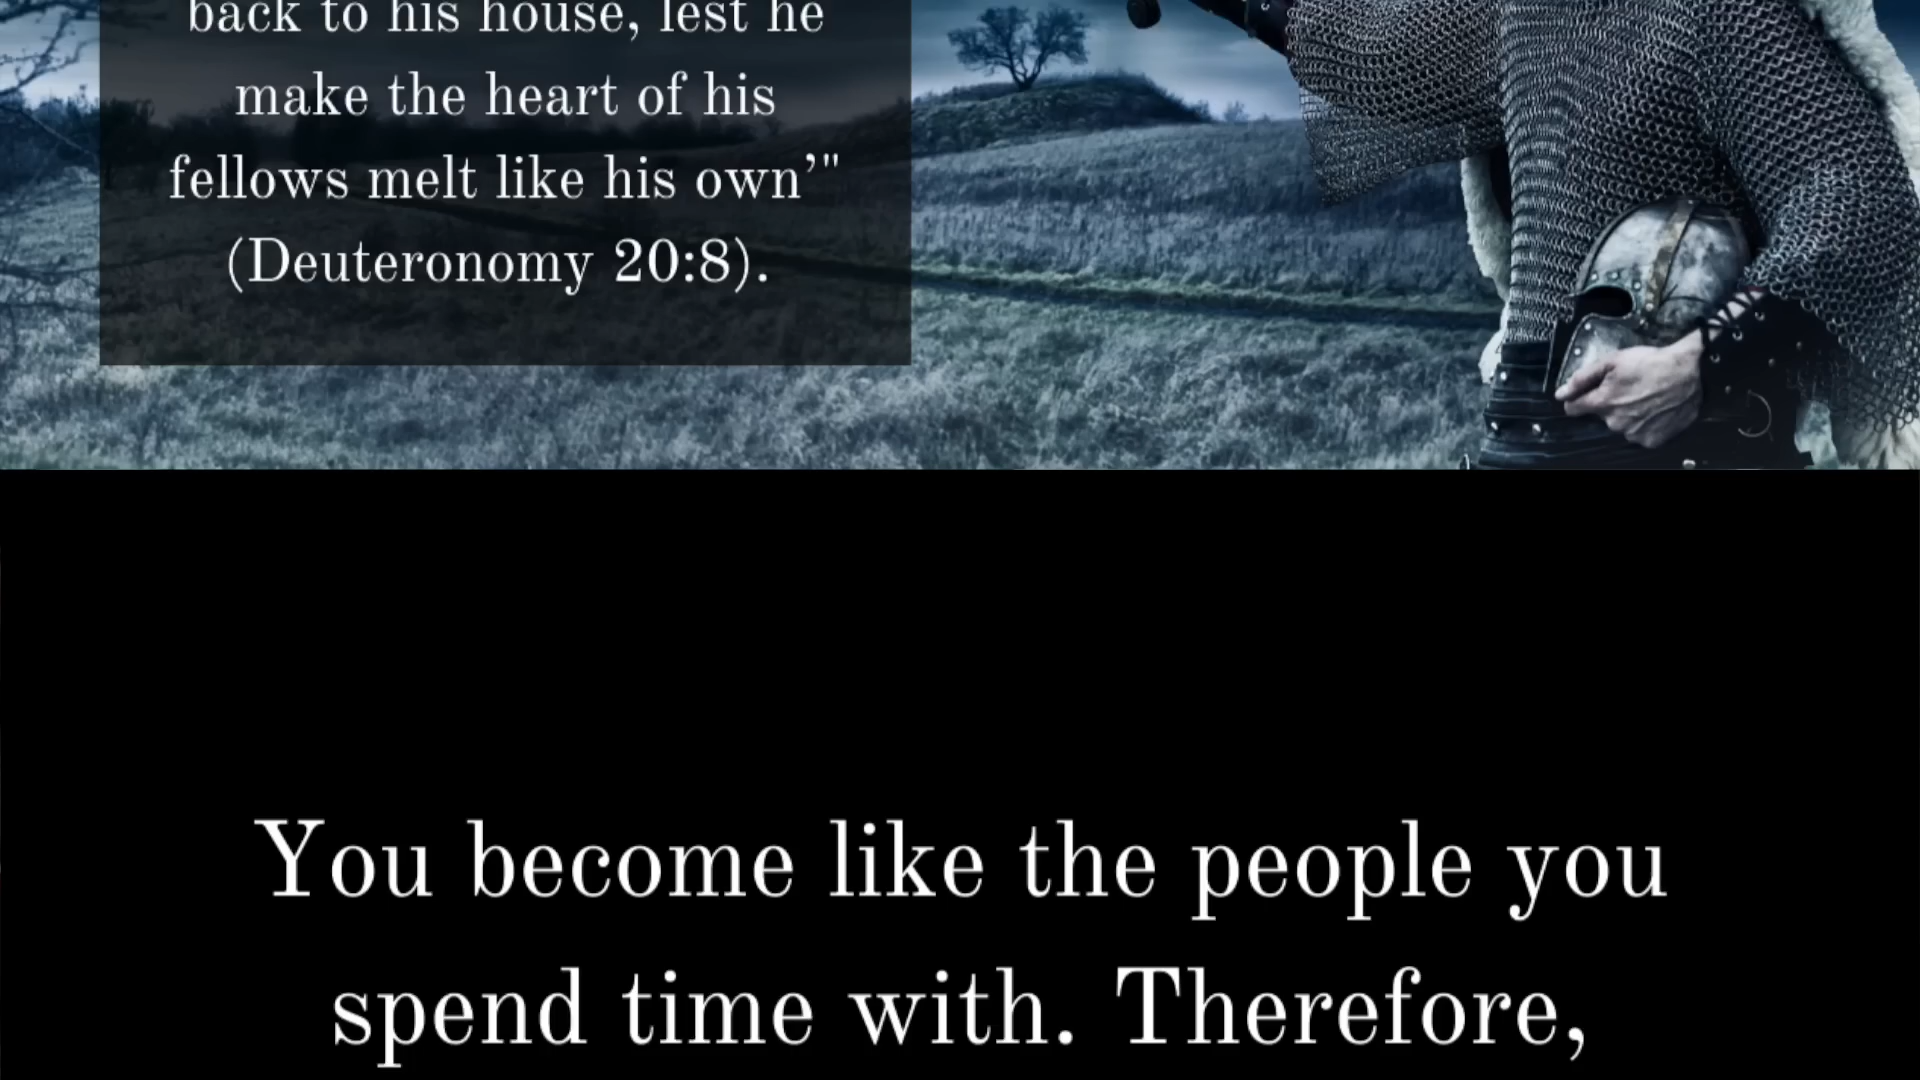 back to his house, lest he
make the heart of his
fellows melt like his own’"
(Deuteronomy 20:8).
You become like the people you
spend time with. Therefore,